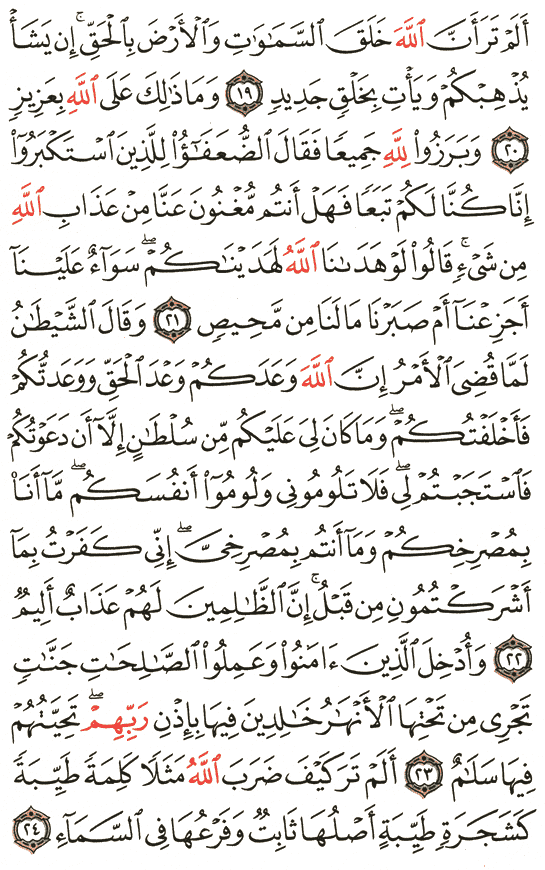 أَلَمْ تَرَ أَنَّ ٱللَّهَ خَلَقَ ٱلسَّمَٰوَٰتِ وَٱلْأَرْضَ بِٱلْحَقِّ ۚ إِن يَشَأْ
يُذْهِبْكُمْ وَيَأْتِ بِخَلْقٍ جَدِيدٍ ١٩ وَمَا ذَٰلِكَ عَلَى ٱللَّهِ بِعَزِيزٍ
٢٠ وَبَرَزُوا۟ لِلَّهِ جَمِيعًا فَقَالَ ٱلضُّعَفَٰٓؤُا۟ لِلَّذِينَ ٱسْتَكْبَرُوٓا۟
إِنَّا كُنَّا لَكُمْ تَبَعًا فَهَلْ أَنتُم مُّغْنُونَ عَنَّا مِنْ عَذَابِ ٱللَّهِ
مِن شَىْءٍ ۚ قَالُوا۟ لَوْ هَدَىٰنَا ٱللَّهُ لَهَدَيْنَٰكُمْ ۖ سَوَآءٌ عَلَيْنَآ
أَجَزِعْنَآ أَمْ صَبَرْنَا مَا لَنَا مِن مَّحِيصٍ ٢١ وَقَالَ ٱلشَّيْطَٰنُ
لَمَّا قُضِىَ ٱلْأَمْرُ إِنَّ ٱللَّهَ وَعَدَكُمْ وَعْدَ ٱلْحَقِّ وَوَعَدتُّكُمْ
فَأَخْلَفْتُكُمْ ۖ وَمَا كَانَ لِىَ عَلَيْكُم مِّن سُلْطَٰنٍ إِلَّآ أَن دَعَوْتُكُمْ
فَٱسْتَجَبْتُمْ لِى ۖ فَلَا تَلُومُونِى وَلُومُوٓا۟ أَنفُسَكُم ۖ مَّآ أَنَا۠
بِمُصْرِخِكُمْ وَمَآ أَنتُم بِمُصْرِخِىَّ ۖ إِنِّى كَفَرْتُ بِمَآ
أَشْرَكْتُمُونِ مِن قَبْلُ ۗ إِنَّ ٱلظَّٰلِمِينَ لَهُمْ عَذَابٌ أَلِيمٌ
٢٢ وَأُدْخِلَ ٱلَّذِينَ ءَامَنُوا۟ وَعَمِلُوا۟ ٱلصَّٰلِحَٰتِ جَنَّٰتٍ
تَجْرِى مِن تَحْتِهَا ٱلْأَنْهَٰرُ خَٰلِدِينَ فِيهَا بِإِذْنِ رَبِّهِمْ ۖ تَحِيَّتُهُمْ
فِيهَا سَلَٰمٌ ٢٣ أَلَمْ تَرَ كَيْفَ ضَرَبَ ٱللَّهُ مَثَلًا كَلِمَةً طَيِّبَةً
كَشَجَرَةٍ طَيِّبَةٍ أَصْلُهَا ثَابِتٌ وَفَرْعُهَا فِى ٱلسَّمَآءِ ٢٤